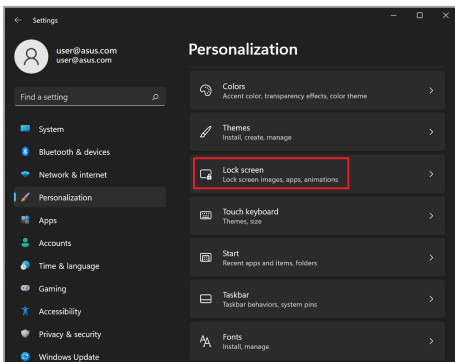 Settings
user@asus.com
user@asus.com
Find a setting
System
Bluetooth & devices
Network & internet
Personalization
Apps
Accounts
Time & language
Gaming
Accessibility
Privacy & security
Windows Update
Personalization
Colors
Accent color, transparency effects, color theme
Themes
Install, create, manage
Lock screen
Lock screen images, apps, animations
Touch keyboard
Themes, size
Start
Recent apps and items, folders
Taskbar
Taskbar behaviors, system pins
Fonts
Install, manage